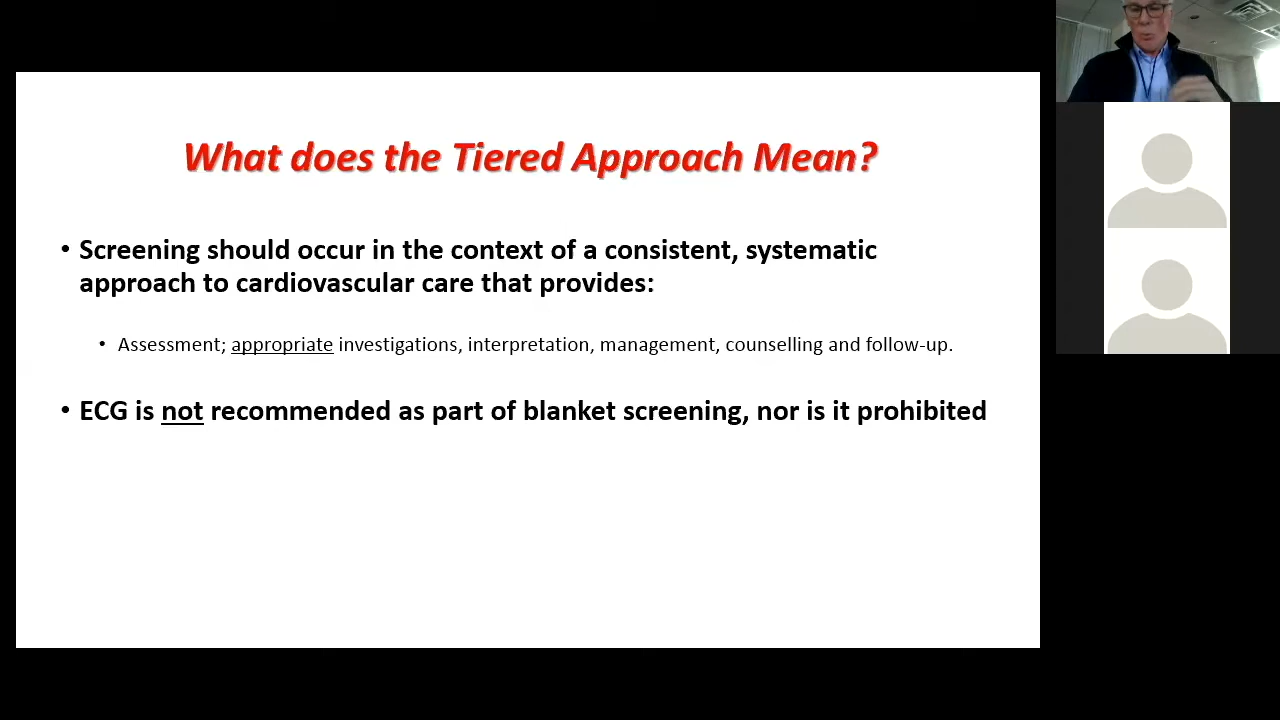 What does the Tiered Approach Mean?
• Screening should occur in the context of a consistent, systematic
approach to cardiovascular care that provides:
• Assessment; appropriate investigations, interpretation, management, counselling and follow-up.
• ECG is not recommended as part of blanket screening, nor is it prohibited